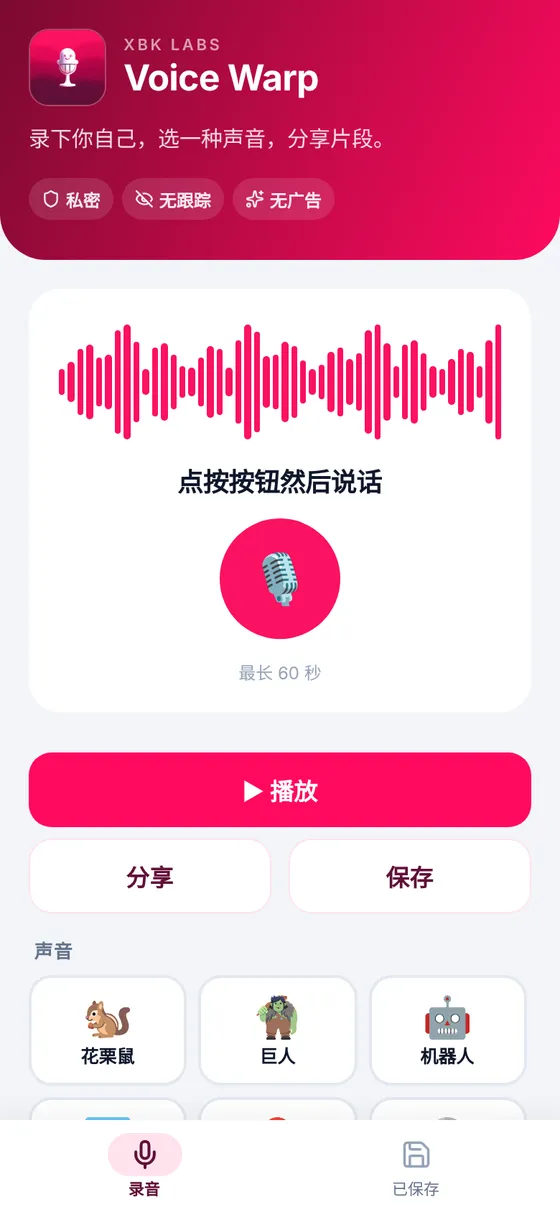 XBK LABS
Voice Warp
录下你自己，选一种声音，分享片段。
私密 无跟踪 无广告
点按按钮然后说话
最长 60 秒
▶ 播放
分享 保存
声音
花栗鼠 巨人 机器人
录音 已保存